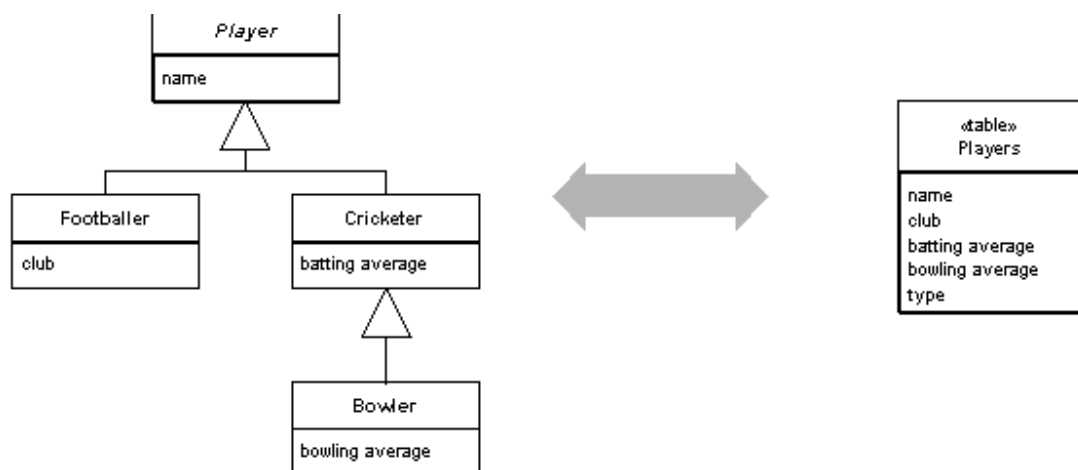 Player
name
Footballer
club
Cricketer
batting average
Bowler
bowling average
«table»
Players
name
club
batting average
bowling average
type